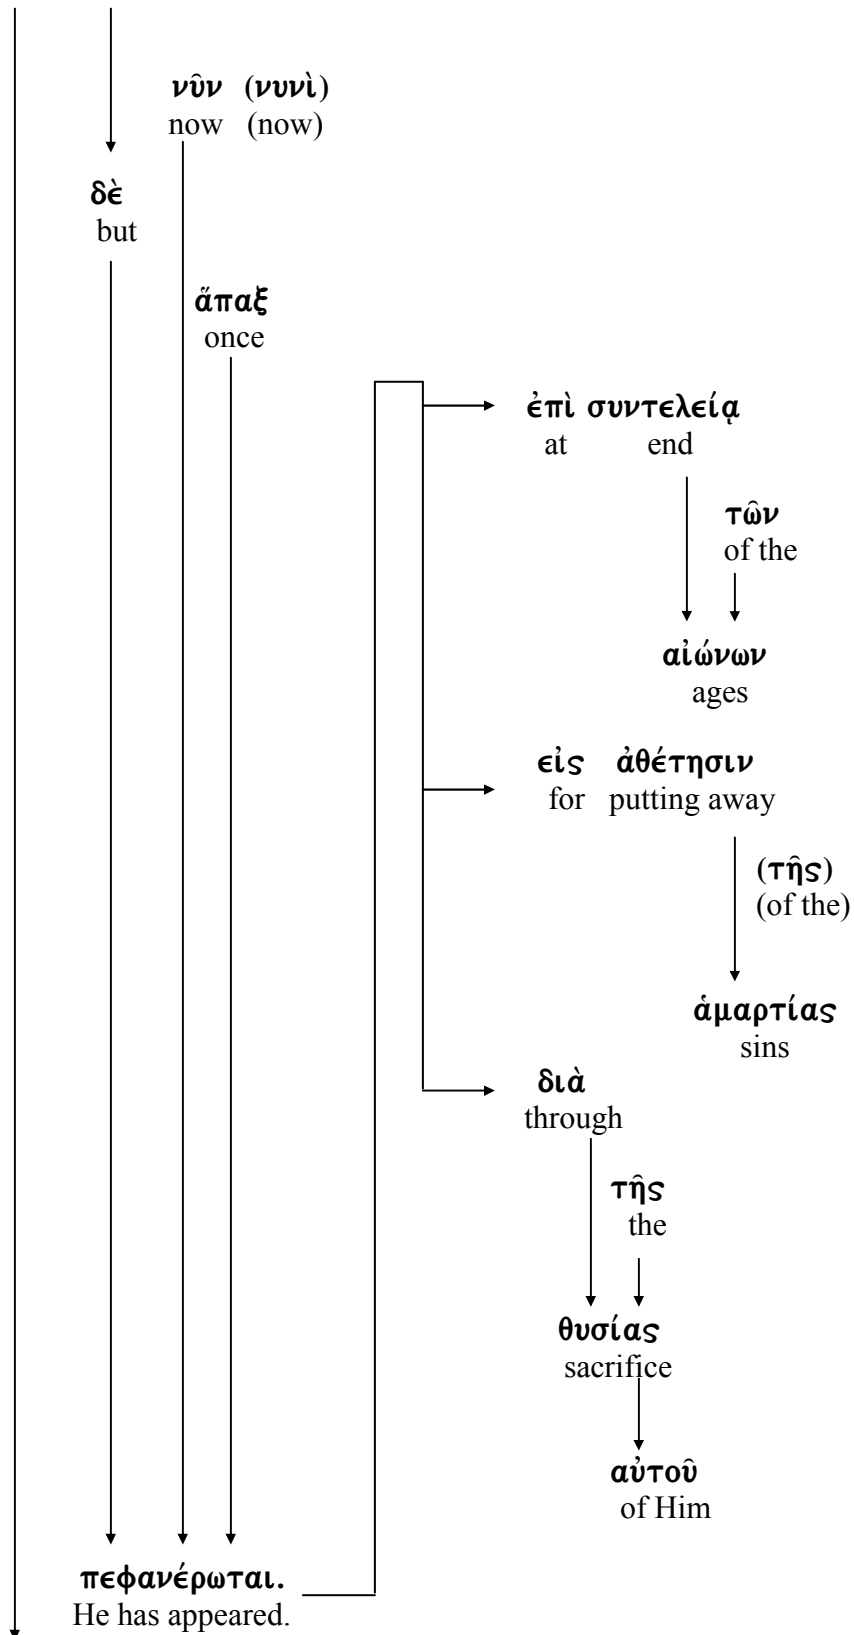 νῦν (νυνὶ)
now (now)
δὲ
but
ἅπαξ
once
ἐπὶ συντελείᾳ
at end
τῶν
of the
αἰώνων
ages
εἰς ἀθέτησιν
for putting away
(τῆς)
(of the)
ἁμαρτίας
sins
διὰ
through
τῆς
the
θυσίας
sacrifice
αὐτοῦ
of Him
πεφανέρωται.
He has appeared.